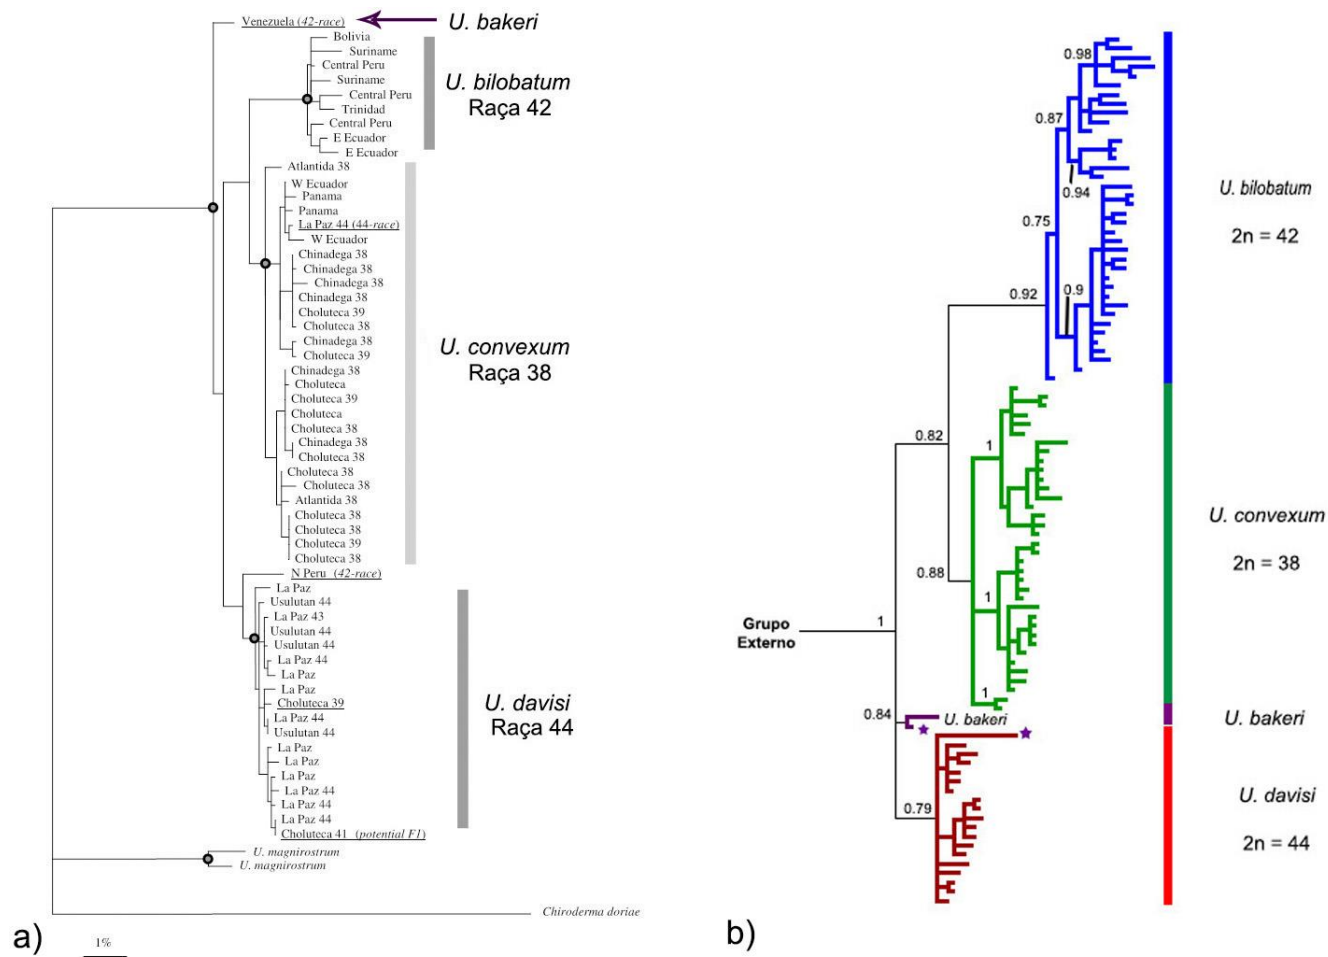 Venezuela (42-race)
U. bakeri
Bolivia
Suriname
Central Peru
Suriname
Central Peru
Trinidad
Central Peru
E Ecuador
E Ecuador
U. bilobatum
Raça 42
Atlantida 38
W Ecuador
Panama
Panama
La Paz 44 (44-race)
W Ecuador
Chinadega 38
Chinadega 38
Chinadega 38
Chinadega 38
Choluteca 39
Choluteca 38
Chinadega 38
Choluteca 39
Chinadega 38
Choluteca
Choluteca 39
Choluteca
Choluteca 38
Chinadega 38
Choluteca 38
Choluteca 38
Choluteca 38
Atlantida 38
Choluteca 38
Choluteca 38
Choluteca 39
Choluteca 38
U. convexum
Raça 38
N Peru (42-race)
La Paz
Usulutan 44
La Paz 43
Usulutan 44
Usulutan 44
La Paz 44
La Paz
La Paz
Choluteca 39
La Paz 44
Usulutan 44
La Paz
La Paz
La Paz
La Paz 44
La Paz 44
La Paz 44
Choluteca 41 (potential F1)
U. davisi
Raça 44
U. magnirostrum
U. magnirostrum
Chiroderma doriae
a)
1%
0.98
0.87
0.94
0.75
0.9
0.92
U. bilobatum
2n = 42
0.82
1
0.88
1
1
U. convexum
2n = 38
Grupo
Externo
1
0.84
U. bakeri
U. bakeri
0.79
U. davisi
2n = 44
b)